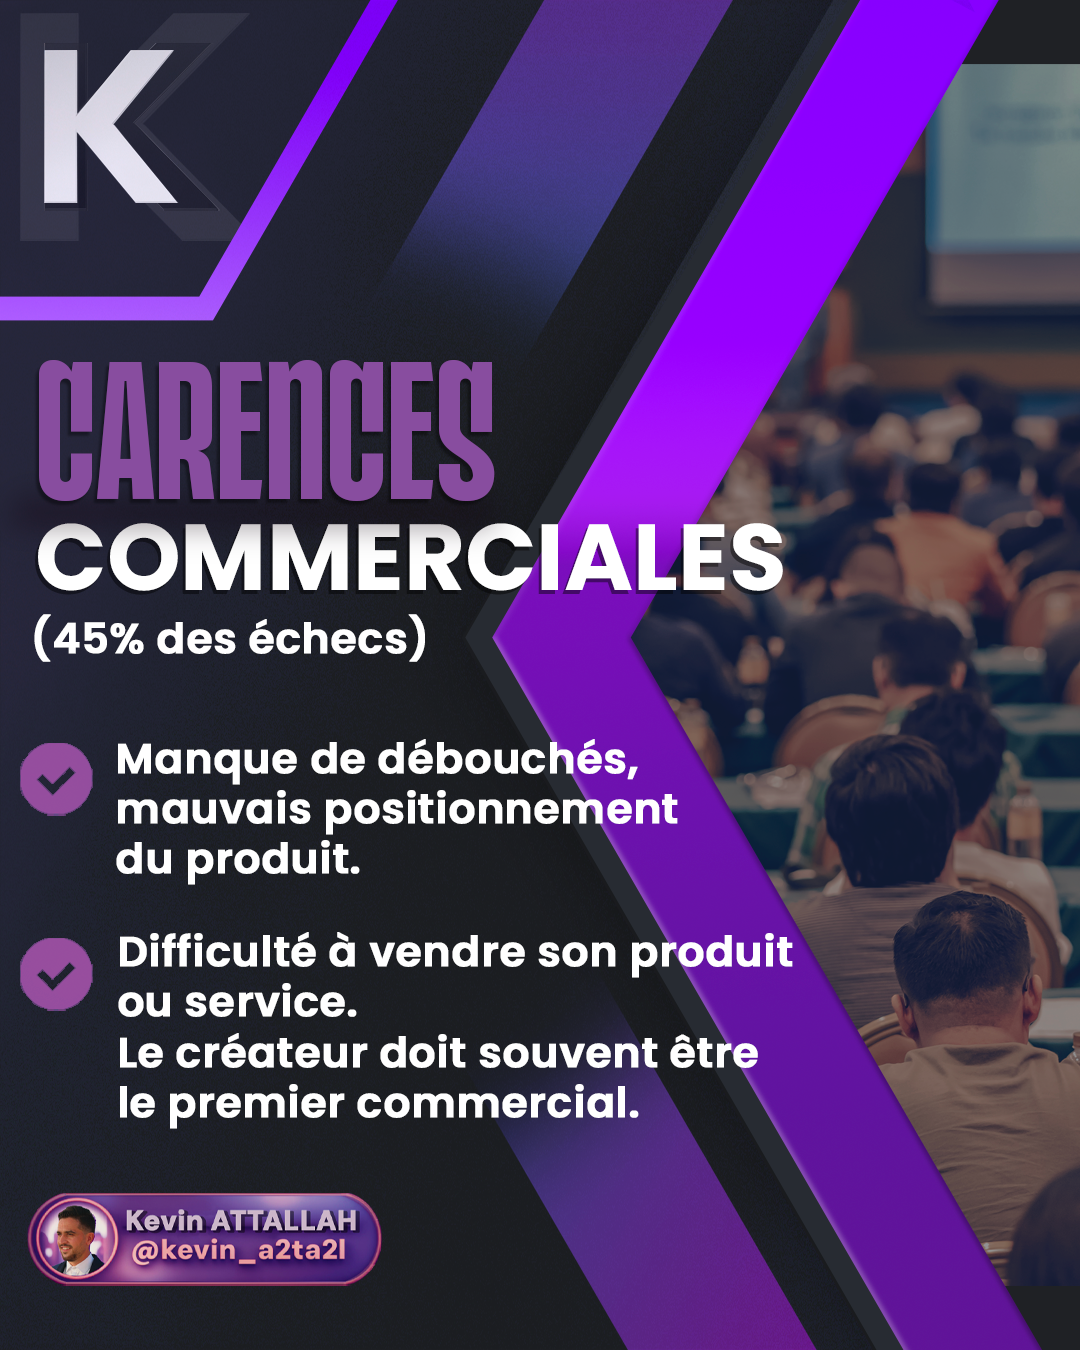 K
CARENCES
COMMERCIALES
(45% des échecs)
Manque de débouchés,
mauvais positionnement
du produit.
Difficulté à vendre son produit
ou service.
Le créateur doit souvent être
le premier commercial.
Kevin ATTALLAH
@kevin_a2ta2l